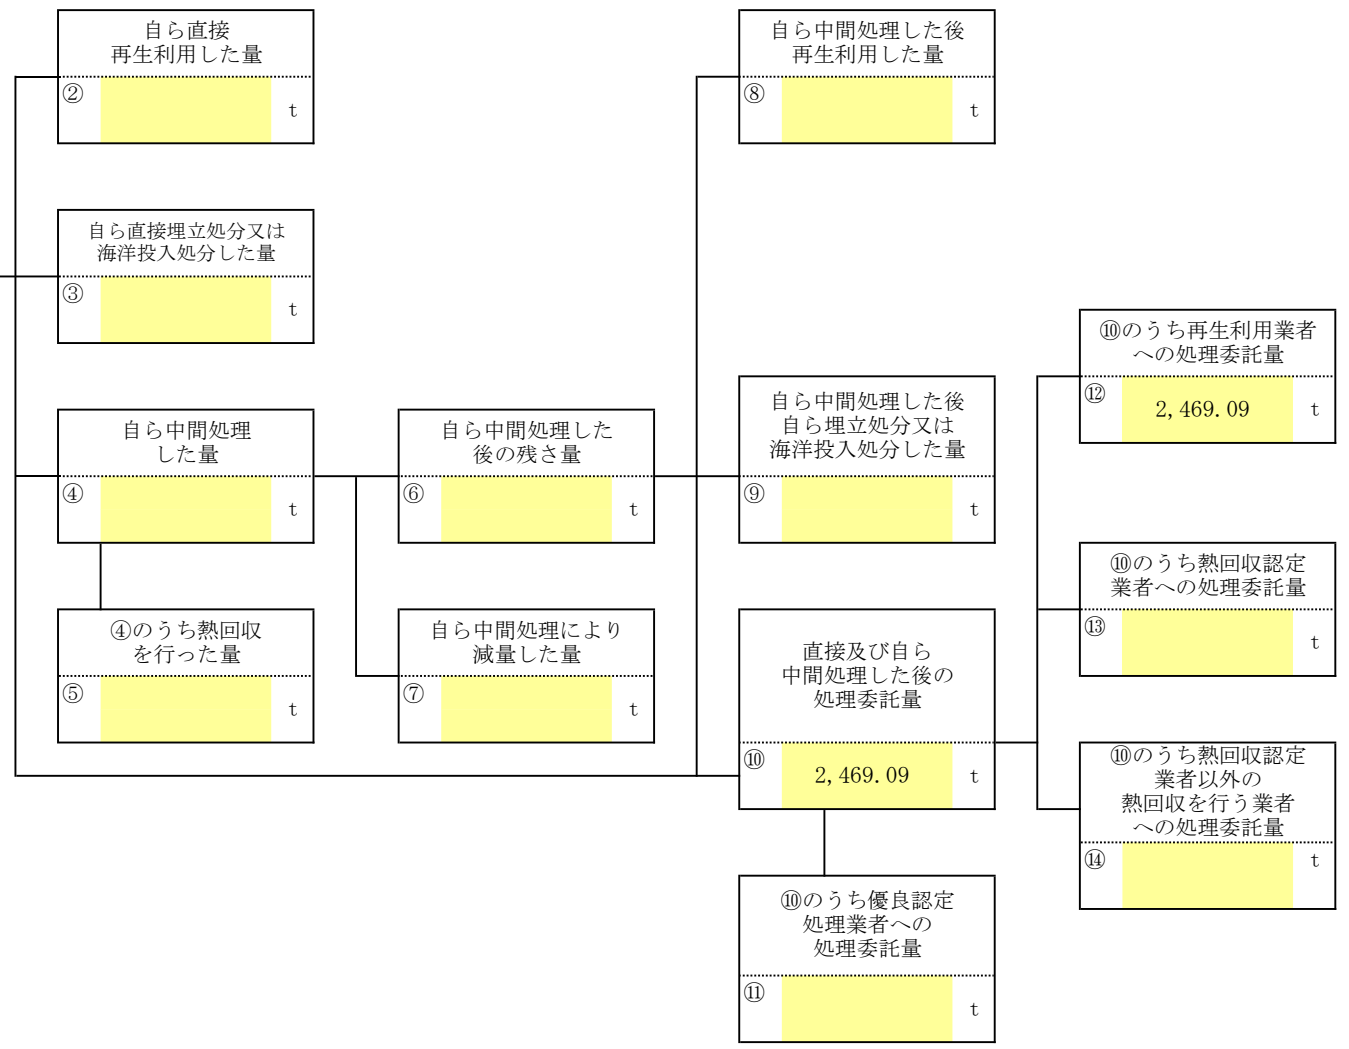 自ら直接
再生利用した量
② t
自ら中間処理した後
再生利用した量
⑧ t
自ら直接埋立処分又は
海洋投入処分した量
③ t
⑩のうち再生利用業者
への処理委託量
⑫ 2,469.09 t
自ら中間処理
した量
④ t
自ら中間処理した
後の残さ量
⑥ t
自ら中間処理した後
自ら埋立処分又は
海洋投入処分した量
⑨ t
⑩のうち熱回収認定
業者への処理委託量
⑬ t
④のうち熱回収
を行った量
⑤ t
自ら中間処理により
減量した量
⑦ t
直接及び自ら
中間処理した後の
処理委託量
⑩ 2,469.09 t
⑩のうち熱回収認定
業者以外の
熱回収を行う業者
への処理委託量
⑭ t
⑩のうち優良認定
処理業者への
処理委託量
⑪ t